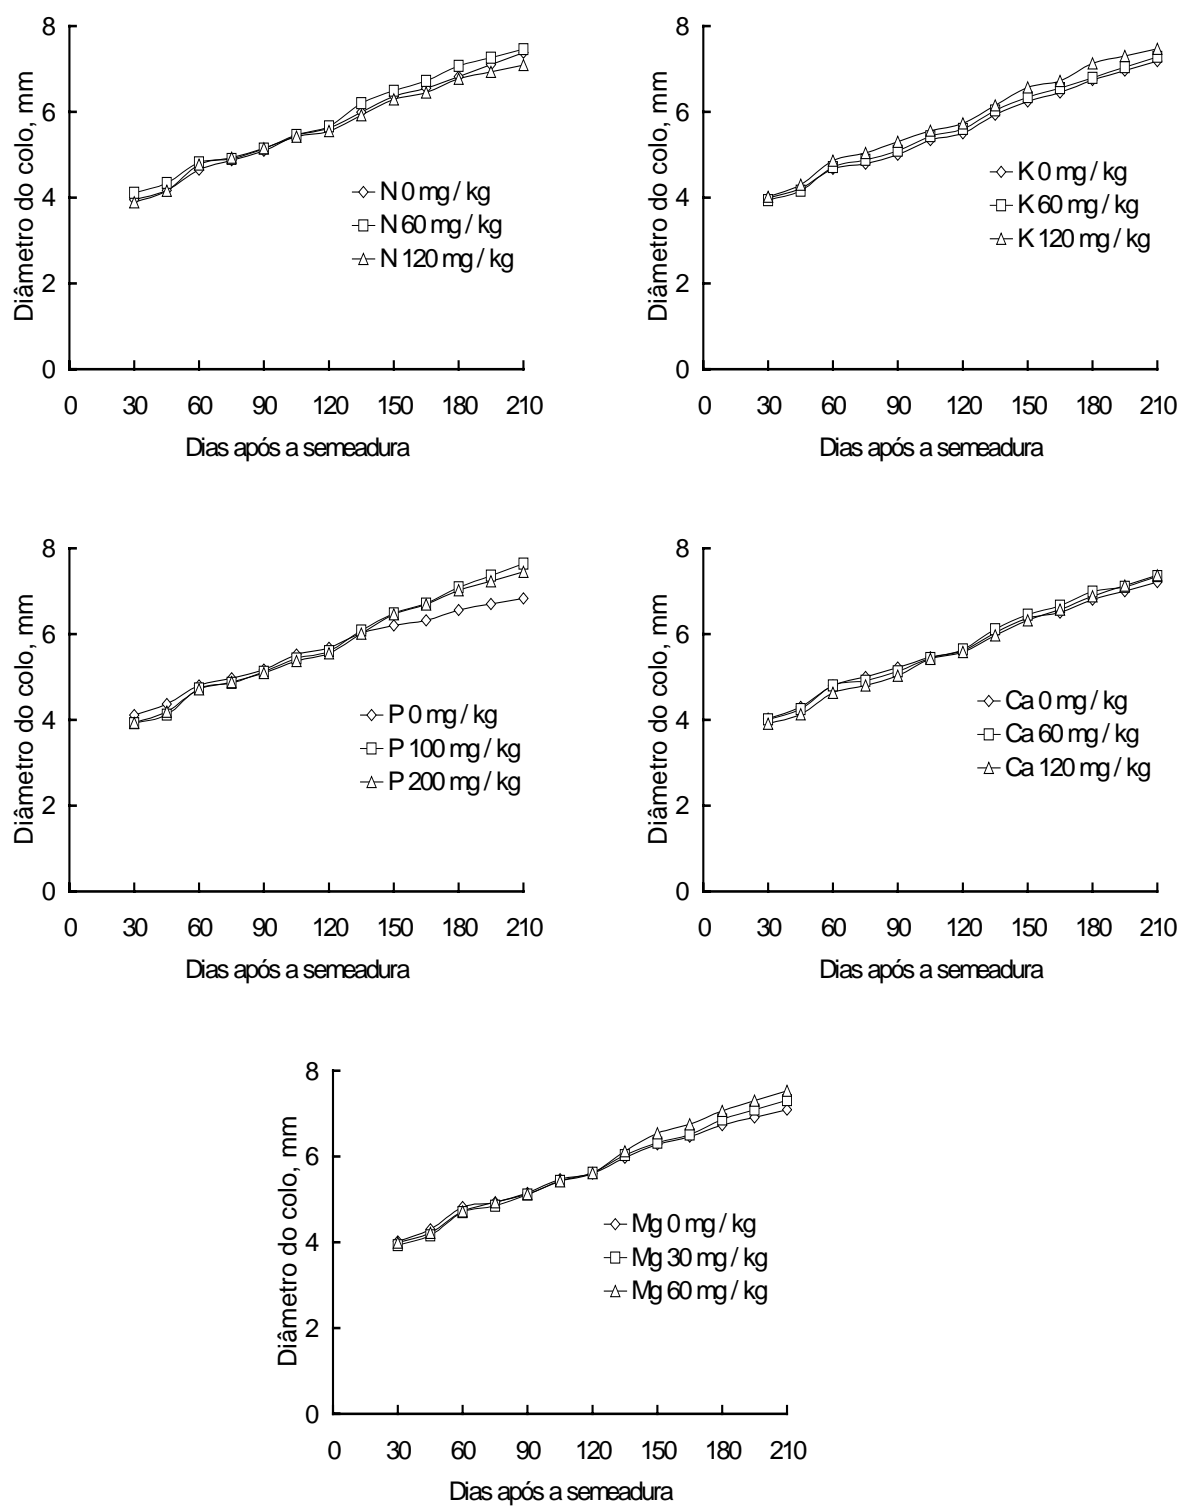 8
6
4
2
0
Diâmetro do colo, mm
N 0 mg / kg
N 60 mg / kg
N 120 mg / kg
0 30 60 90 120 150 180 210
Dias após a semeadura
8
6
4
2
0
Diâmetro do colo, mm
K 0 mg / kg
K 60 mg / kg
K 120 mg / kg
0 30 60 90 120 150 180 210
Dias após a semeadura
8
6
4
2
0
Diâmetro do colo, mm
P 0 mg / kg
P 100 mg / kg
P 200 mg / kg
0 30 60 90 120 150 180 210
Dias após a semeadura
8
6
4
2
0
Diâmetro do colo, mm
Ca 0 mg / kg
Ca 60 mg / kg
Ca 120 mg / kg
0 30 60 90 120 150 180 210
Dias após a semeadura
8
6
4
2
0
Diâmetro do colo, mm
Mg 0 mg / kg
Mg 30 mg / kg
Mg 60 mg / kg
0 30 60 90 120 150 180 210
Dias após a semeadura